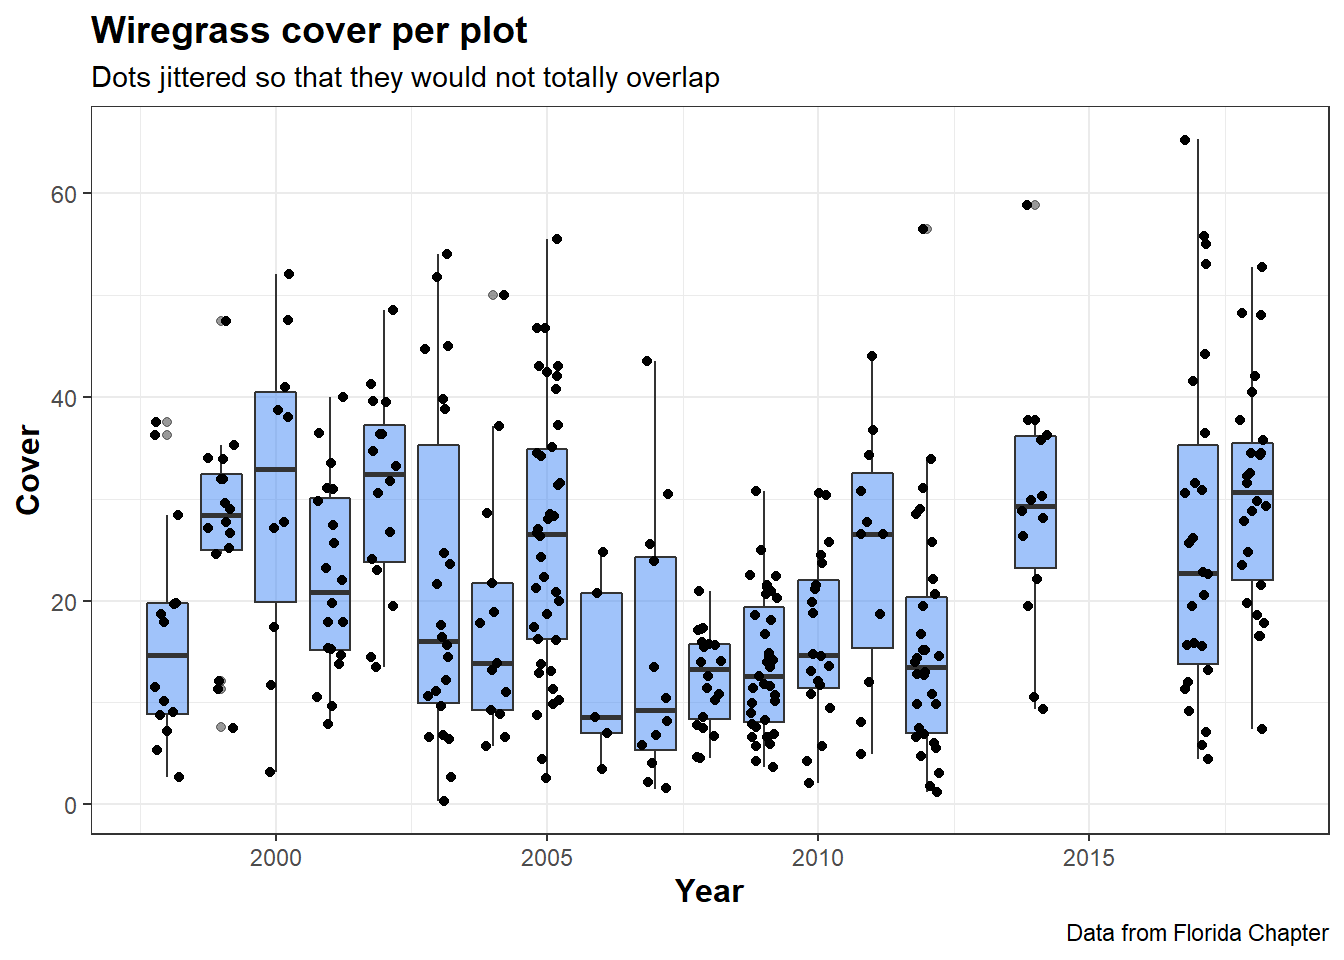 Wiregrass cover per plot
Dots jittered so that they would not totally overlap
60
40
20
0
Cover
2000 2005 2010 2015
Year
Data from Florida Chapter